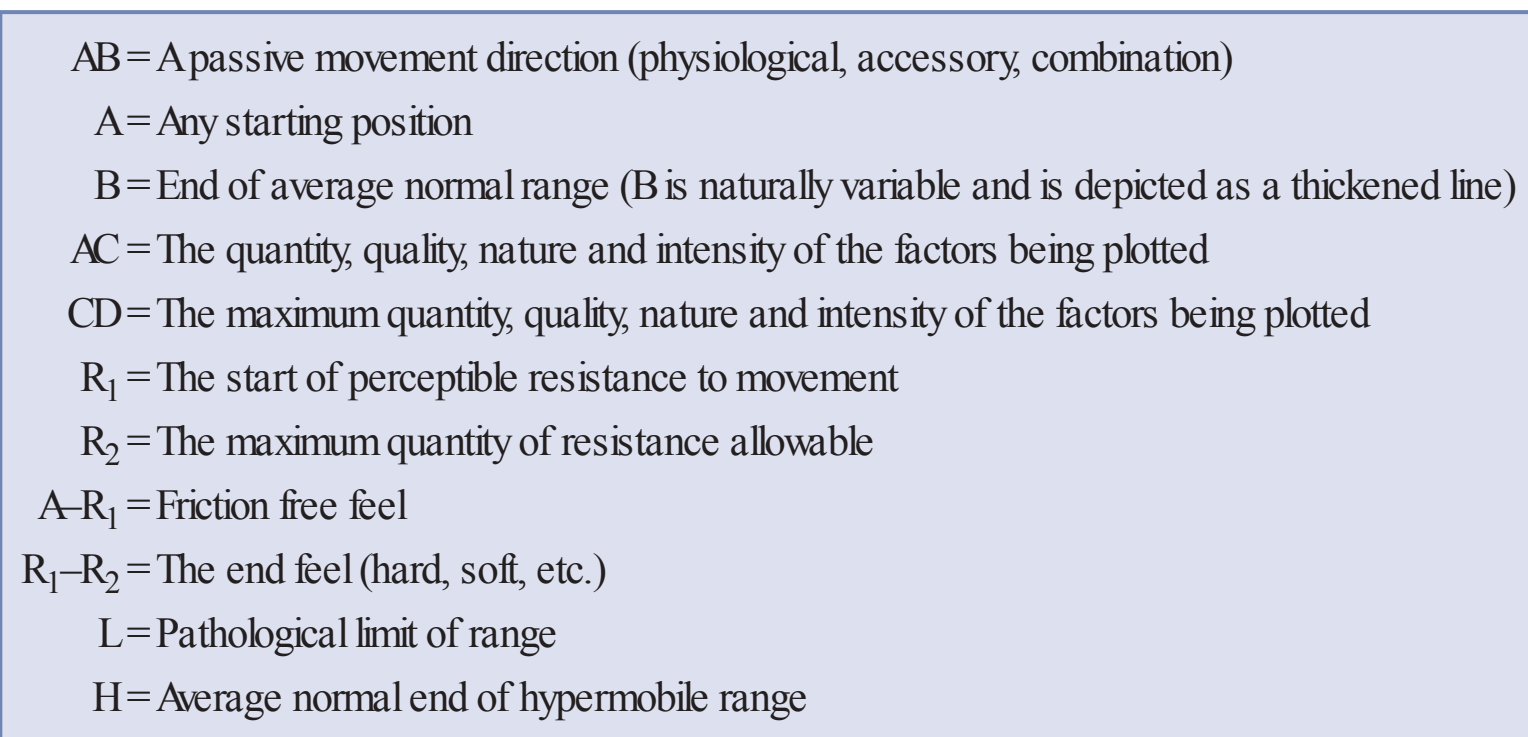 AB = A passive movement direction (physiological, accessory, combination)
A = Any starting position
B = End of average normal range (B is naturally variable and is depicted as a thickened line)
AC = The quantity, quality, nature and intensity of the factors being plotted
CD = The maximum quantity, quality, nature and intensity of the factors being plotted
R₁ = The start of perceptible resistance to movement
R₂ = The maximum quantity of resistance allowable
A–R₁ = Friction free feel
R₁–R₂ = The end feel (hard, soft, etc.)
L = Pathological limit of range
H = Average normal end of hypermobile range